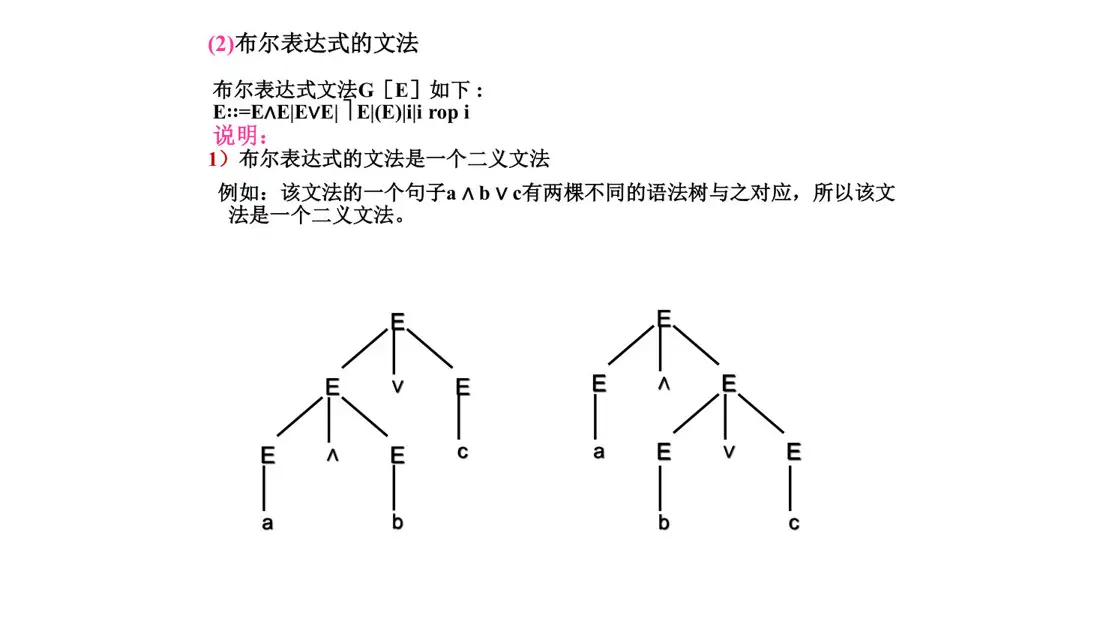 (2)布尔表达式的文法
布尔表达式文法G［E］如下：
E::=E∧E|E∨E|￢E|(E)|i|i rop i
说明：
1）布尔表达式的文法是一个二义文法
例如：该文法的一个句子a∧b∨c有两棵不同的语法树与之对应，所以该文
法是一个二义文法。
E E
E ∨ E E ∧ E
E ∧ E c a E ∨ E
a b b c